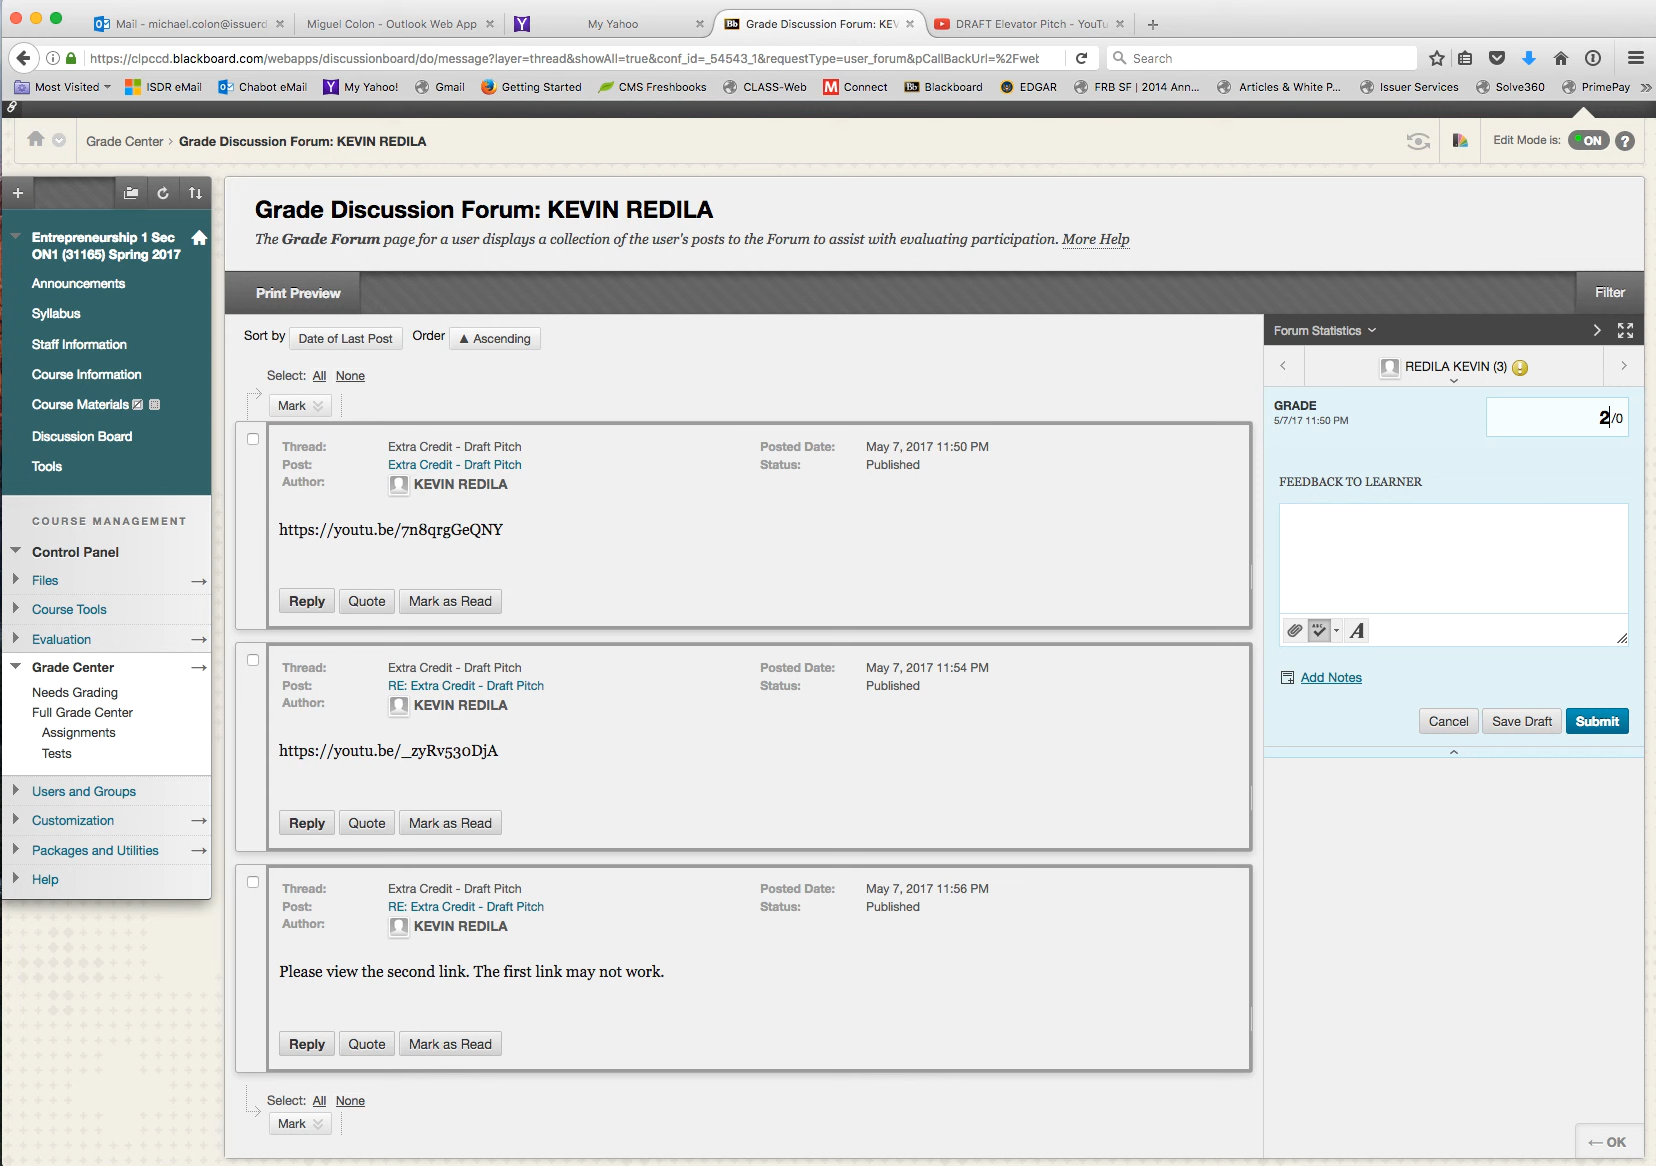 Mail - michael.colon@issuerd
Miguel Colon - Outlook Web App
My Yahoo
Grade Discussion Forum: KEV
DRAFT Elevator Pitch - YouTu
https://clpccd.blackboard.com/webapps/discussionboard/do/message?layer=thread&showAll=true&conf_id=_54543_1&requestType=user_forum&pCallBackUrl=%2Fwet
Search
Most Visited
ISDR eMail
Chabot eMail
My Yahoo!
Gmail
Getting Started
CMS Freshbooks
CLASS-Web
Connect
Blackboard
EDGAR
FRB SF | 2014 Ann...
Articles & White P...
Issuer Services
Solve360
PrimePay
Grade Center > Grade Discussion Forum: KEVIN REDILA
Edit Mode is: ON ?
Entrepreneurship 1 Sec
ON1 (31165) Spring 2017
Announcements
Syllabus
Staff Information
Course Information
Course Materials
Discussion Board
Tools
COURSE MANAGEMENT
Control Panel
Files
Course Tools
Evaluation
Grade Center
Needs Grading
Full Grade Center
Assignments
Tests
Users and Groups
Customization
Packages and Utilities
Help
Grade Discussion Forum: KEVIN REDILA
The Grade Forum page for a user displays a collection of the user's posts to the Forum to assist with evaluating participation. More Help
Print Preview
Filter
Sort by Date of Last Post Order ▲ Ascending
Select: All None
Mark
Thread: Extra Credit - Draft Pitch Posted Date: May 7, 2017 11:50 PM
Post: Extra Credit - Draft Pitch Status: Published
Author: KEVIN REDILA
https://youtu.be/7n8qrgGeQNY
Reply Quote Mark as Read
Thread: Extra Credit - Draft Pitch Posted Date: May 7, 2017 11:54 PM
Post: RE: Extra Credit - Draft Pitch Status: Published
Author: KEVIN REDILA
https://youtu.be/_zyRv530DjA
Reply Quote Mark as Read
Thread: Extra Credit - Draft Pitch Posted Date: May 7, 2017 11:56 PM
Post: RE: Extra Credit - Draft Pitch Status: Published
Author: KEVIN REDILA
Please view the second link. The first link may not work.
Reply Quote Mark as Read
Select: All None
Mark
Forum Statistics
REDILA KEVIN (3)
GRADE
5/7/17 11:50 PM
2/0
FEEDBACK TO LEARNER
ABC
A
Add Notes
Cancel Save Draft Submit
← OK